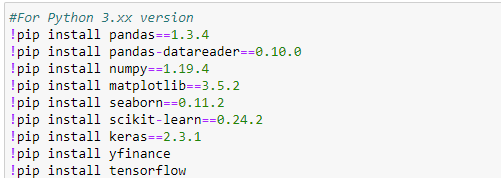 #For Python 3.xx version
!pip install pandas==1.3.4
!pip install pandas-datareader==0.10.0
!pip install numpy==1.19.4
!pip install matplotlib==3.5.2
!pip install seaborn==0.11.2
!pip install scikit-learn==0.24.2
!pip install keras==2.3.1
!pip install yfinance
!pip install tensorflow